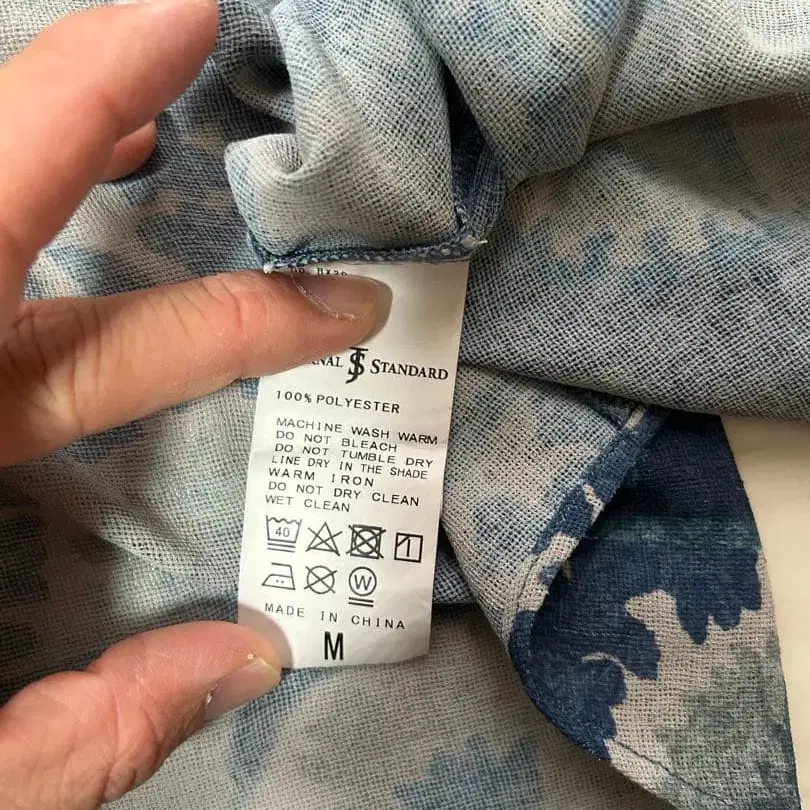 STANDARD
100% POLYESTER
MACHINE WASH WARM
DO NOT BLEACH
DO NOT TUMBLE DRY
LINE DRY IN THE SHADE
WARM IRON
DO NOT DRY CLEAN
WET CLEAN
40
W
MADE IN CHINA
M